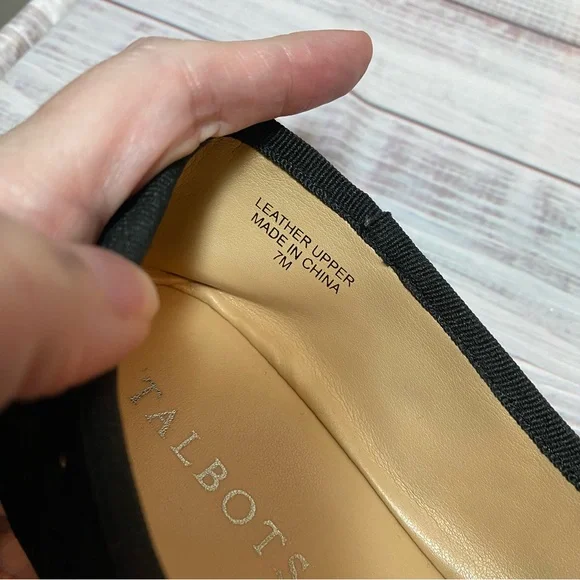 LEATHER UPPER
MADE IN CHINA
7M
TALBOTS